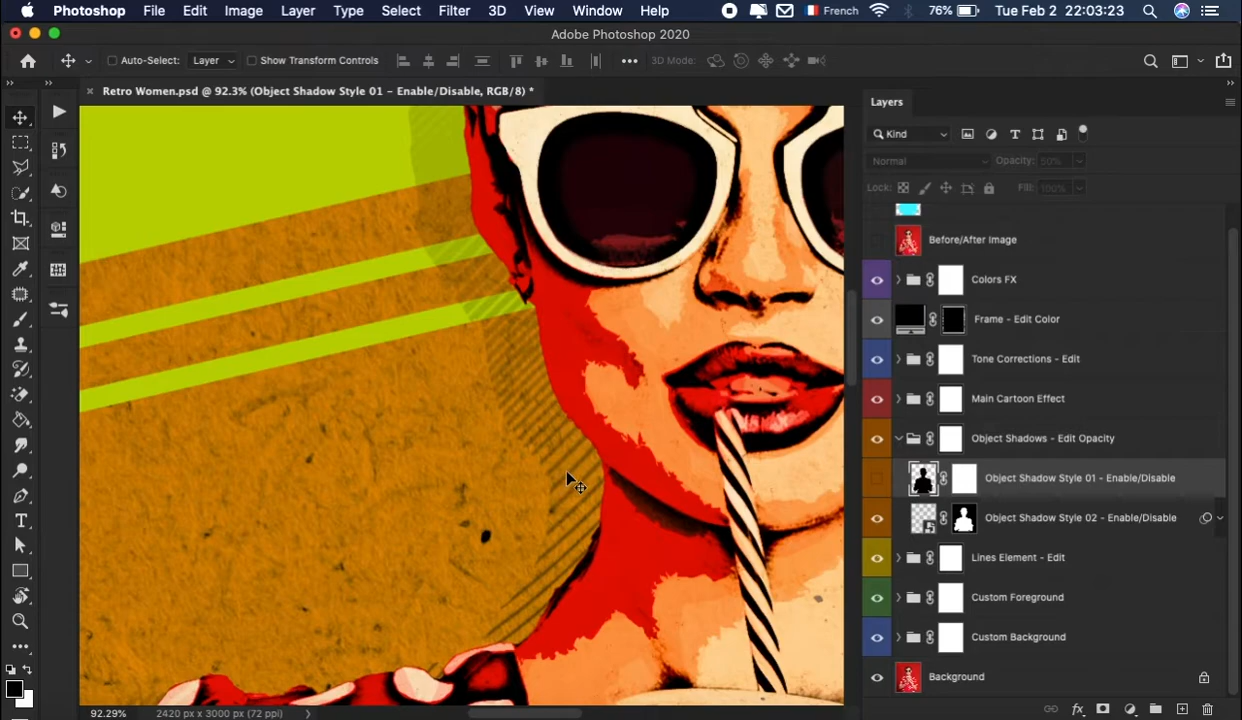 Photoshop File Edit Image Layer Type Select Filter 3D View Window Help French 76% Tue Feb 2 22:03:23
Adobe Photoshop 2020
Auto-Select: Layer Show Transform Controls 3D Mode:
× Retro Women.psd @ 92.3% (Object Shadow Style 01 - Enable/Disable, RGB/8) *
Layers
Kind
Normal Opacity: 50%
Lock: Fill: 100%
Before/After Image
Colors FX
Frame - Edit Color
Tone Corrections - Edit
Main Cartoon Effect
Object Shadows - Edit Opacity
Object Shadow Style 01 - Enable/Disable
Object Shadow Style 02 - Enable/Disable
Lines Element - Edit
Custom Foreground
Custom Background
Background
92.29% 2420 px x 3000 px (72 ppi)